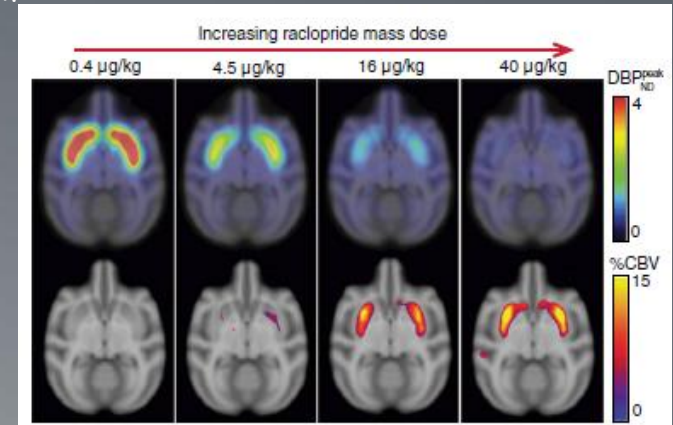 Increasing raclopride mass dose
0.4 µg/kg 4.5 µg/kg 16 µg/kg 40 µg/kg
DBP peak ND
4
0
%CBV
15
0